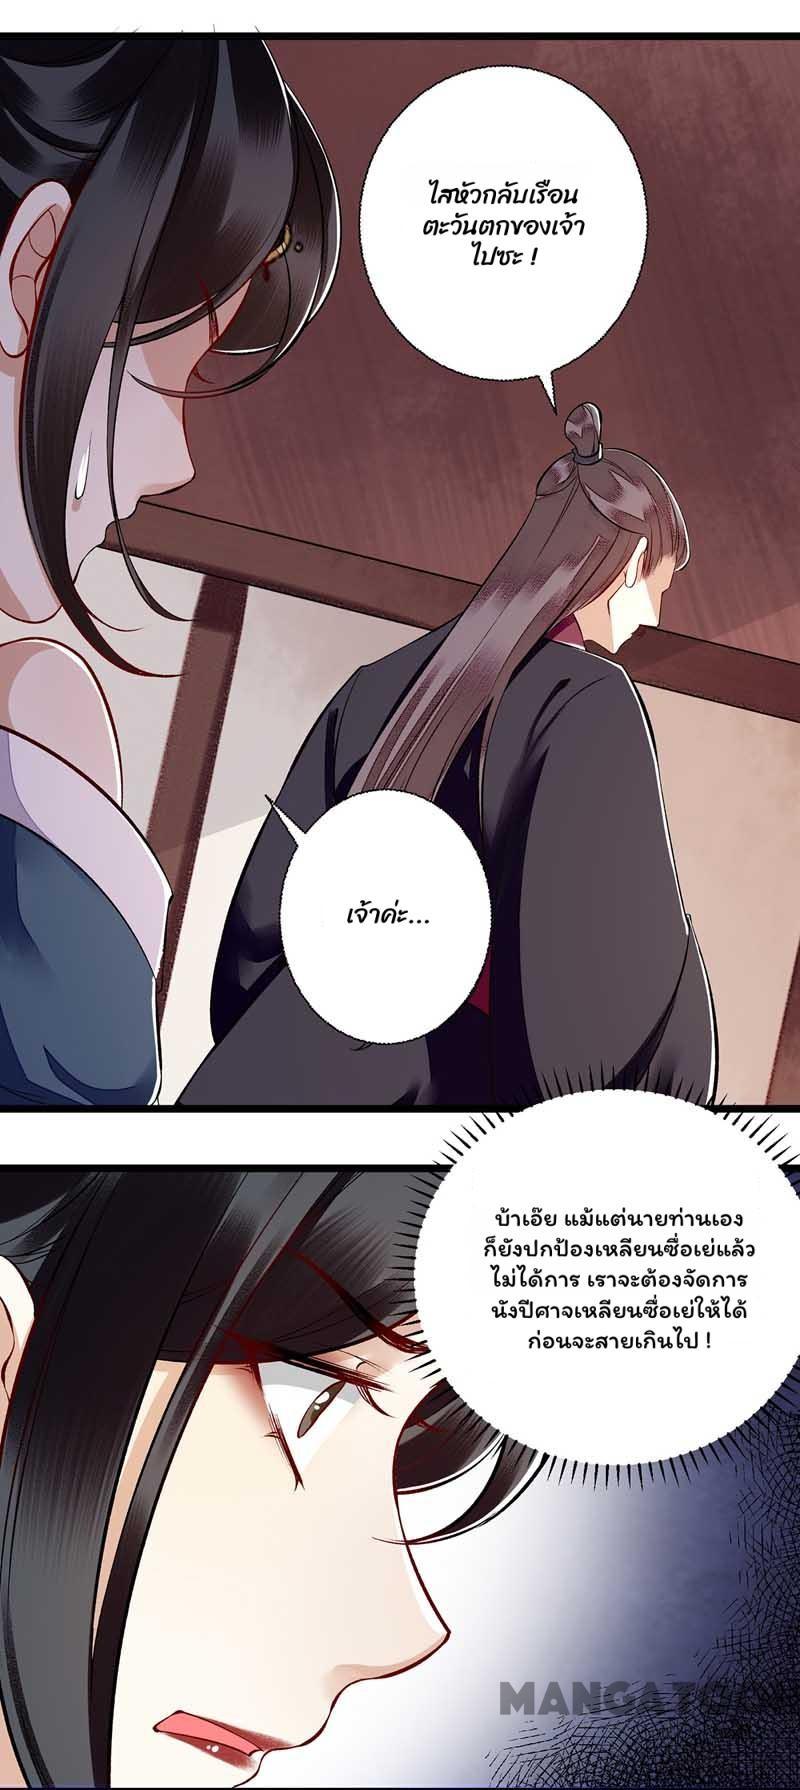 ไสหัวกลับเรือน
ตะวันตกของเจ้า
ไปซะ !
เจ้าค่ะ...
บ้าเอ๊ย แม้แต่นายท่านเอง
ก็ยังปกป้องเหลียนซื่อเย่แล้ว
ไม่ได้การ เราจะต้องจัดการ
นังปีศาจเหลียนซื่อเย่ให้ได้
ก่อนจะสายเกินไป !
MANGATOON